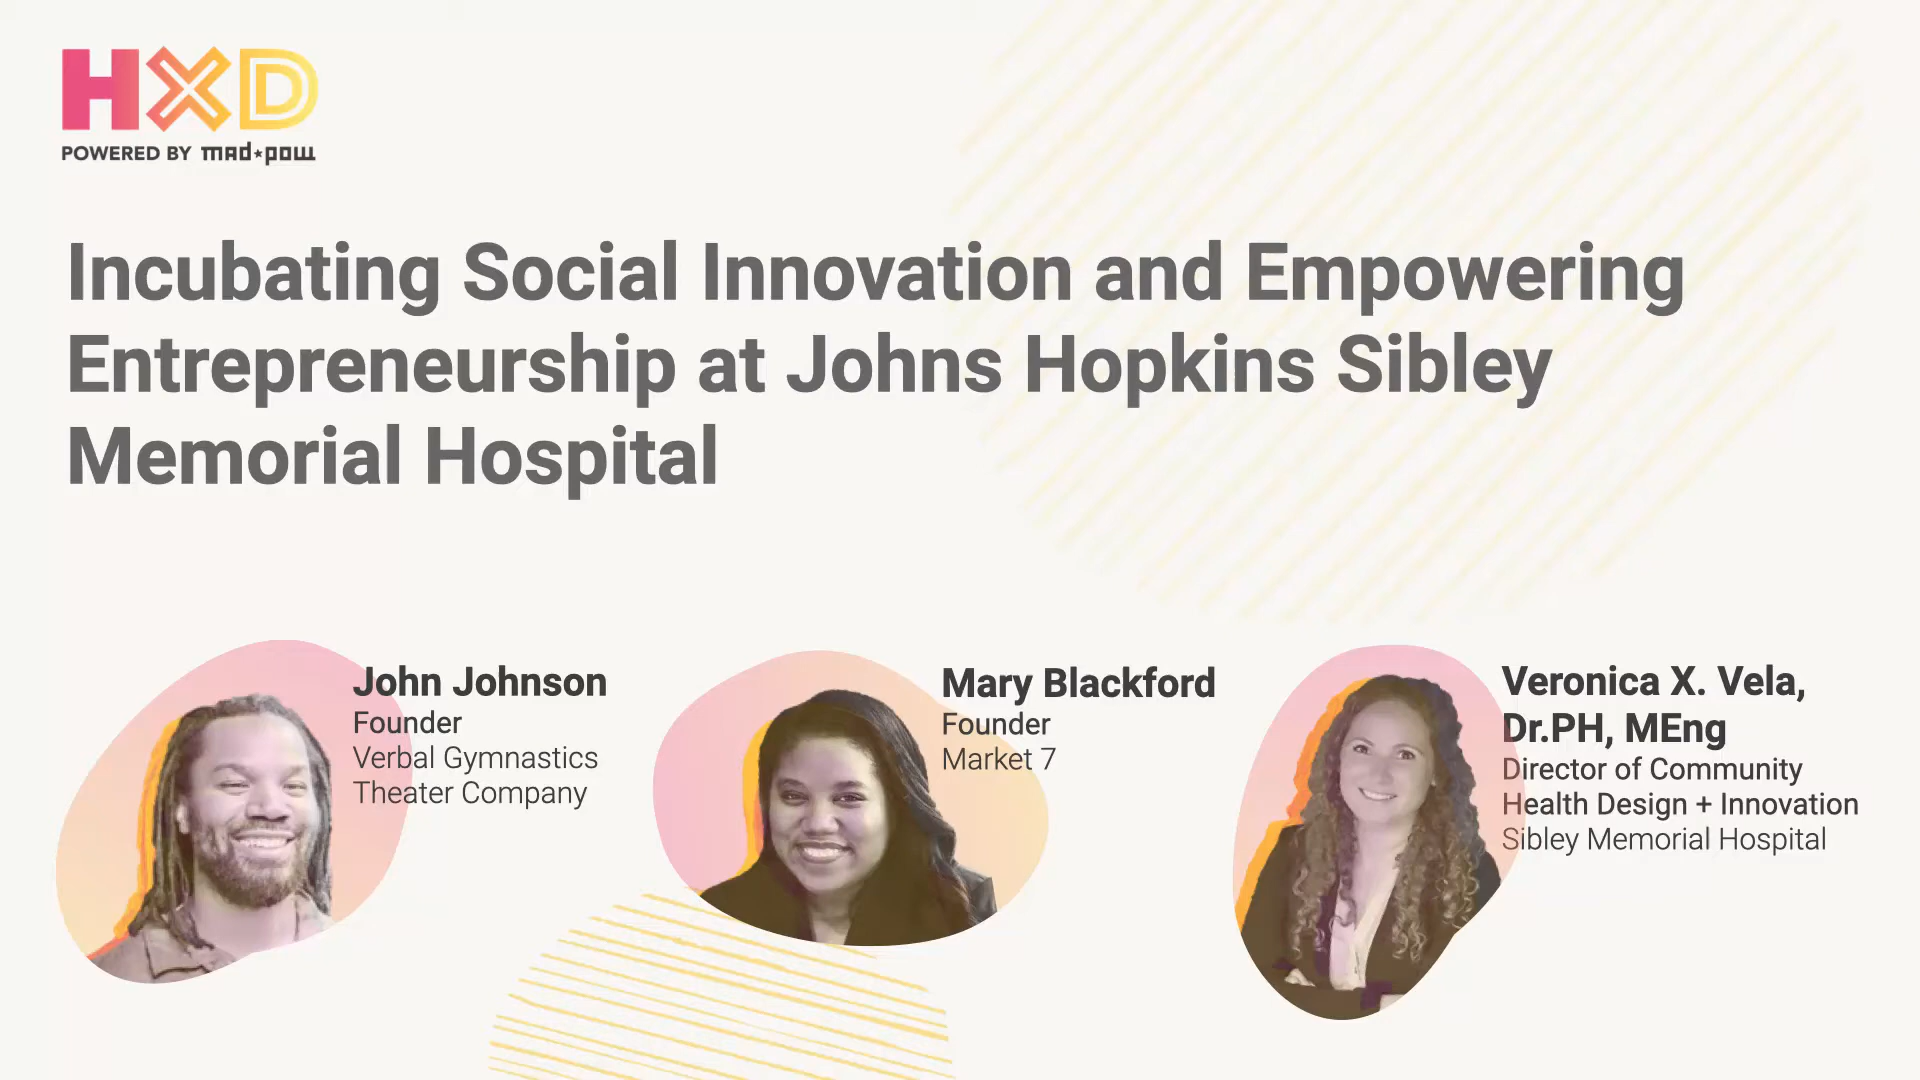 HXD
POWERED BY mad*pow
Incubating Social Innovation and Empowering
Entrepreneurship at Johns Hopkins Sibley
Memorial Hospital
John Johnson
Founder
Verbal Gymnastics
Theater Company
Mary Blackford
Founder
Market 7
Veronica X. Vela,
Dr.PH, MEng
Director of Community
Health Design + Innovation
Sibley Memorial Hospital